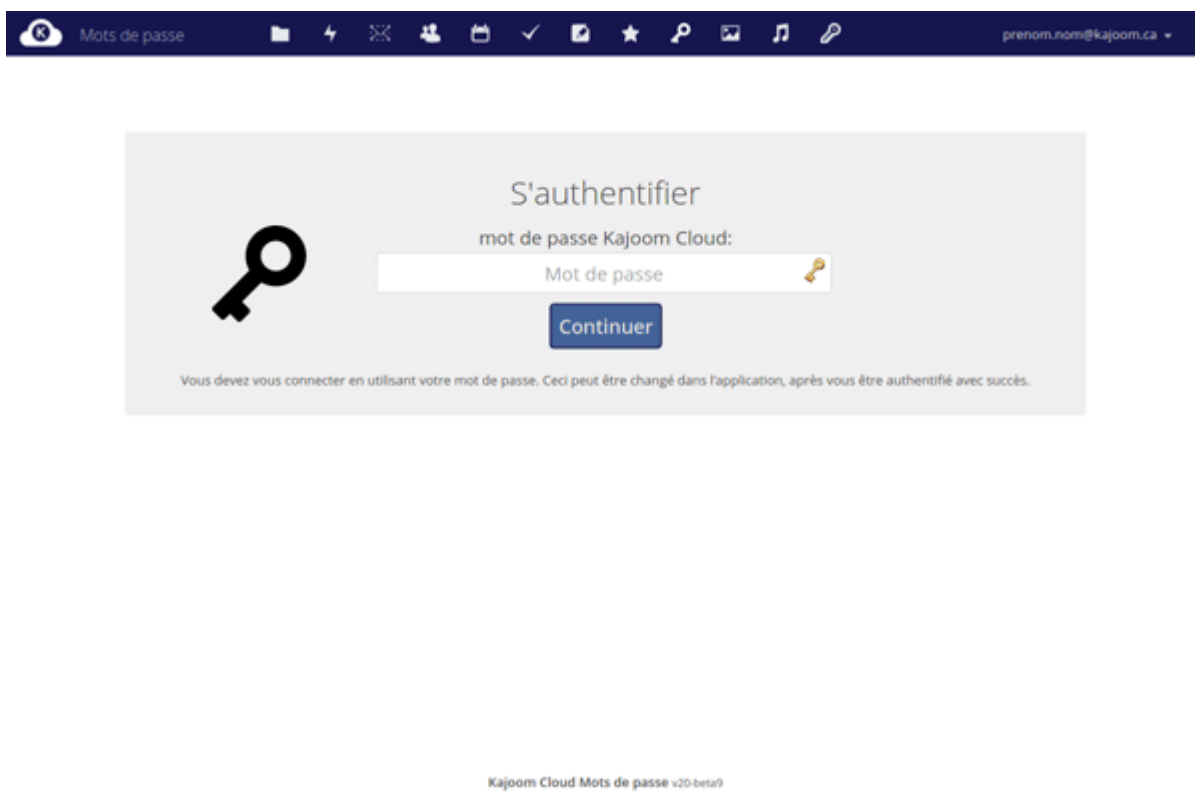 K
Mots de passe
prenom.nom@kajoom.ca
S'authentifier
mot de passe Kajoom Cloud:
Mot de passe
Continuer
Vous devez vous connecter en utilisant votre mot de passe. Ceci peut être changé dans l'application, après vous être authentifié avec succès.
Kajoom Cloud Mots de passe v20-beta9